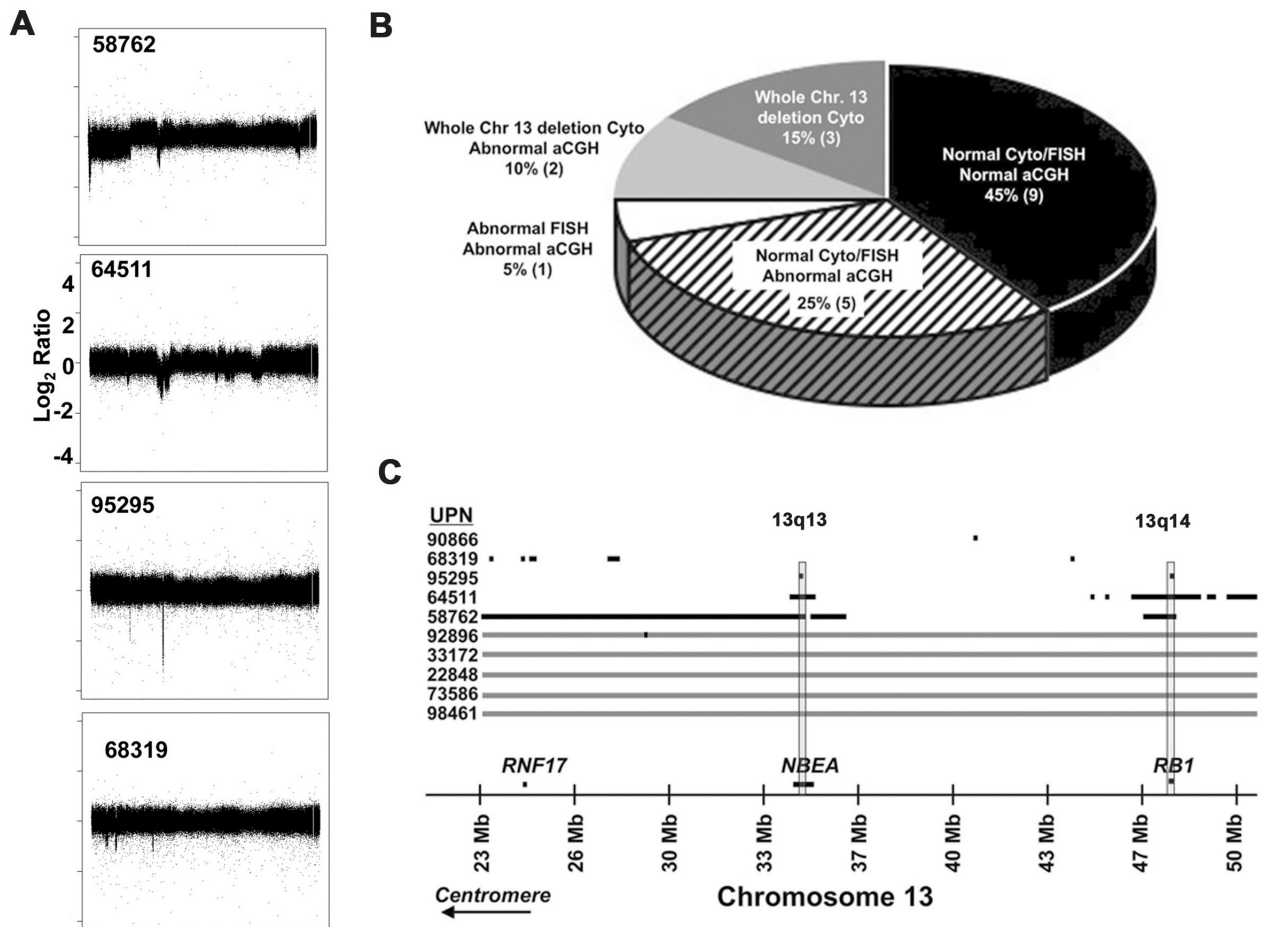 A
58762
64511
4
2
0
-2
-4
Log2 Ratio
95295
68319
B
Whole Chr. 13
deletion Cyto
15% (3)
Whole Chr 13 deletion Cyto
Abnormal aCGH
10% (2)
Normal Cyto/FISH
Normal aCGH
45% (9)
Abnormal FISH
Abnormal aCGH
5% (1)
Normal Cyto/FISH
Abnormal aCGH
25% (5)
C
UPN
13q13
13q14
90866
68319
95295
64511
58762
92896
33172
22848
73586
98461
RNF17
NBEA
RB1
23 Mb
26 Mb
30 Mb
33 Mb
37 Mb
40 Mb
43 Mb
47 Mb
50 Mb
Centromere
Chromosome 13